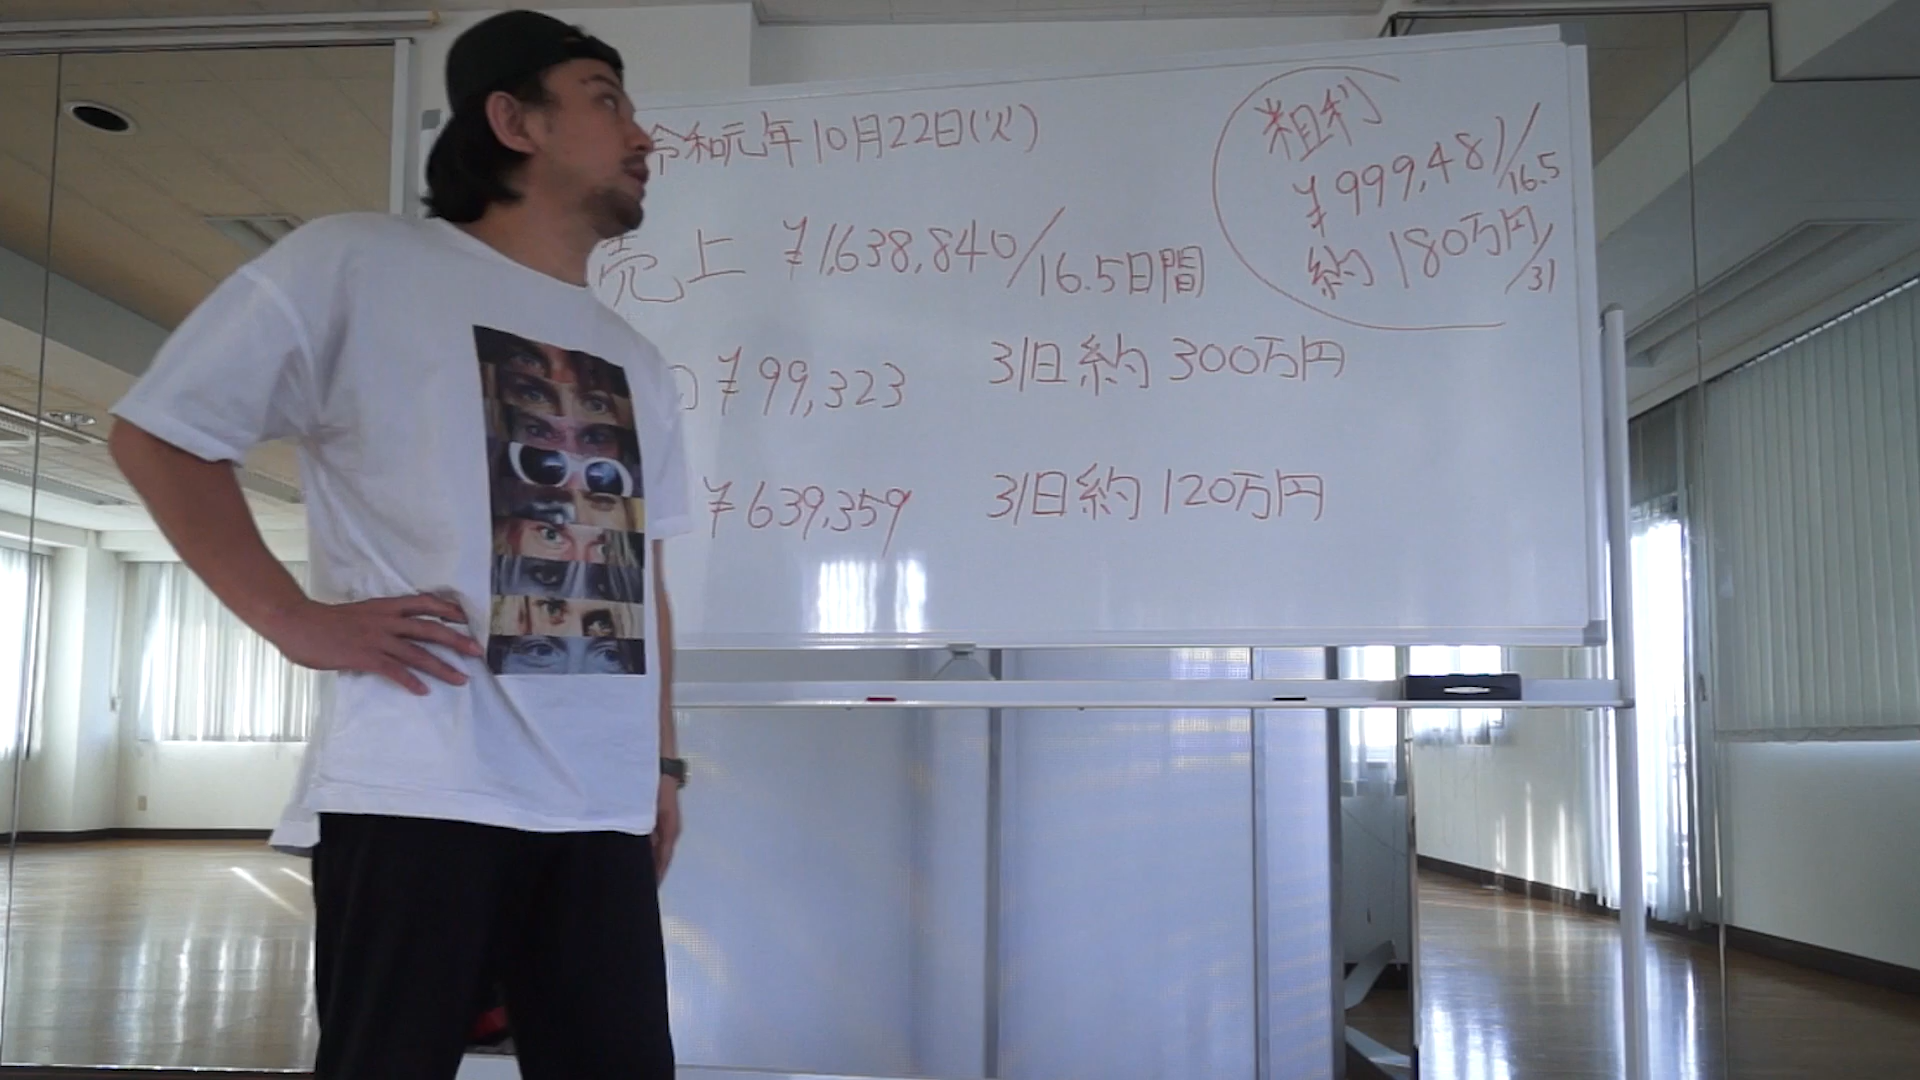 令和元年10月22日(火)
売上 ¥1,638,840/16.5日間
¥99,323 31日約300万円
¥639,359 31日約120万円
粗利
¥999,481/16.5
約180万円/31